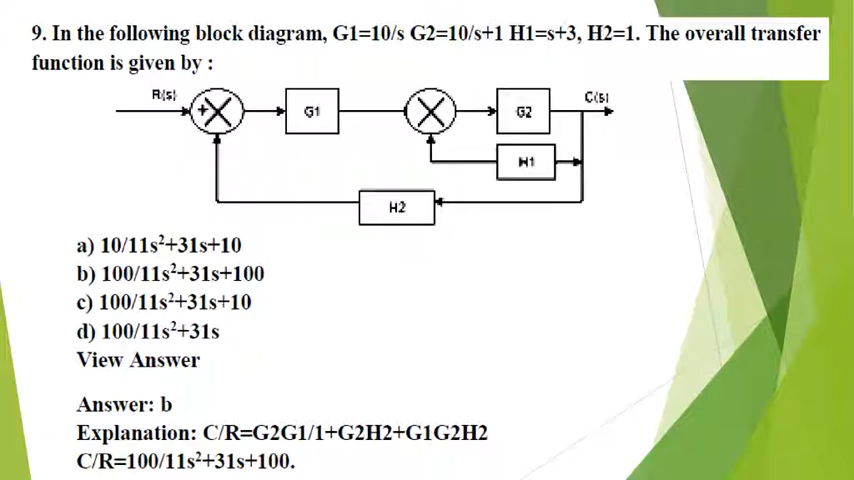 9. In the following block diagram, G1=10/s G2=10/s+1 H1=s+3, H2=1. The overall transfer
function is given by :
R(s)
C(s)
+
G1
G2
H1
H2
a) 10/11s²+31s+10
b) 100/11s²+31s+100
c) 100/11s²+31s+10
d) 100/11s²+31s
View Answer
Answer: b
Explanation: C/R=G2G1/1+G2H2+G1G2H2
C/R=100/11s²+31s+100.